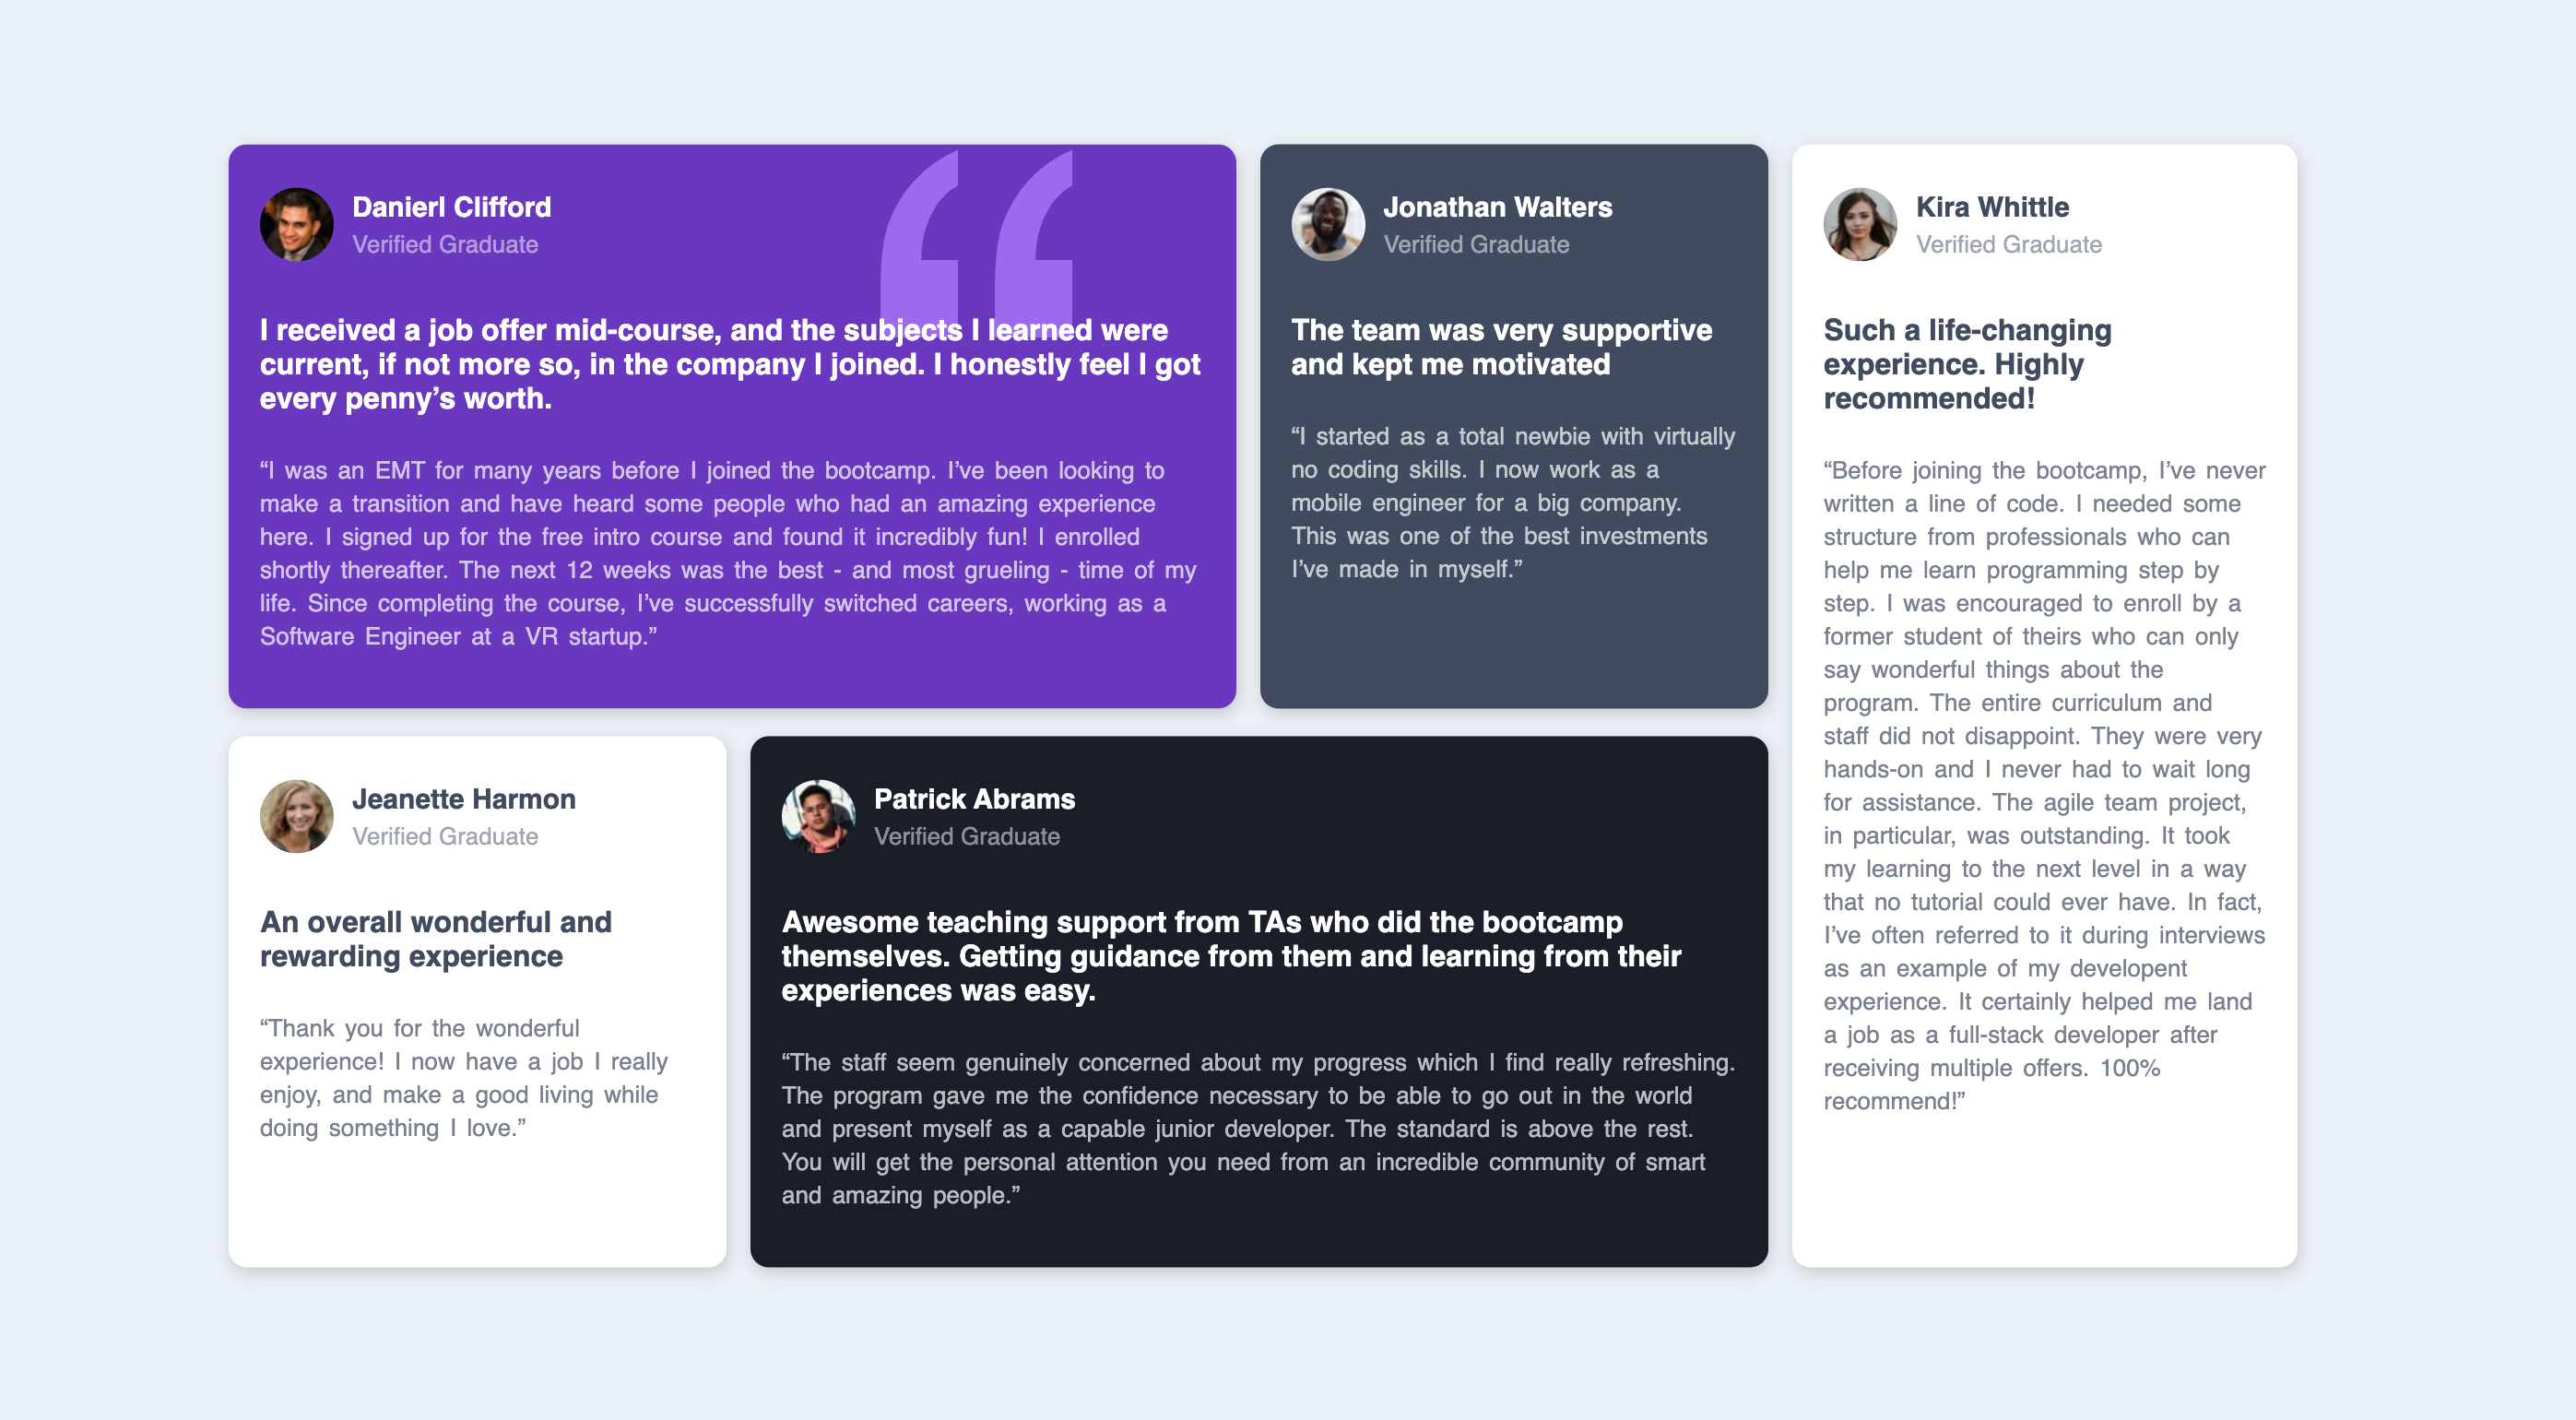 Danierl Clifford
Verified Graduate
I received a job offer mid-course, and the subjects I learned were
current, if not more so, in the company I joined. I honestly feel I got
every penny’s worth.
“I was an EMT for many years before I joined the bootcamp. I’ve been looking to
make a transition and have heard some people who had an amazing experience
here. I signed up for the free intro course and found it incredibly fun! I enrolled
shortly thereafter. The next 12 weeks was the best - and most grueling - time of my
life. Since completing the course, I’ve successfully switched careers, working as a
Software Engineer at a VR startup.”
Jonathan Walters
Verified Graduate
The team was very supportive
and kept me motivated
“I started as a total newbie with virtually
no coding skills. I now work as a
mobile engineer for a big company.
This was one of the best investments
I’ve made in myself.”
Kira Whittle
Verified Graduate
Such a life-changing
experience. Highly
recommended!
“Before joining the bootcamp, I’ve never
written a line of code. I needed some
structure from professionals who can
help me learn programming step by
step. I was encouraged to enroll by a
former student of theirs who can only
say wonderful things about the
program. The entire curriculum and
staff did not disappoint. They were very
hands-on and I never had to wait long
for assistance. The agile team project,
in particular, was outstanding. It took
my learning to the next level in a way
that no tutorial could ever have. In fact,
I’ve often referred to it during interviews
as an example of my developent
experience. It certainly helped me land
a job as a full-stack developer after
receiving multiple offers. 100%
recommend!”
Jeanette Harmon
Verified Graduate
An overall wonderful and
rewarding experience
“Thank you for the wonderful
experience! I now have a job I really
enjoy, and make a good living while
doing something I love.”
Patrick Abrams
Verified Graduate
Awesome teaching support from TAs who did the bootcamp
themselves. Getting guidance from them and learning from their
experiences was easy.
“The staff seem genuinely concerned about my progress which I find really refreshing.
The program gave me the confidence necessary to be able to go out in the world
and present myself as a capable junior developer. The standard is above the rest.
You will get the personal attention you need from an incredible community of smart
and amazing people.”